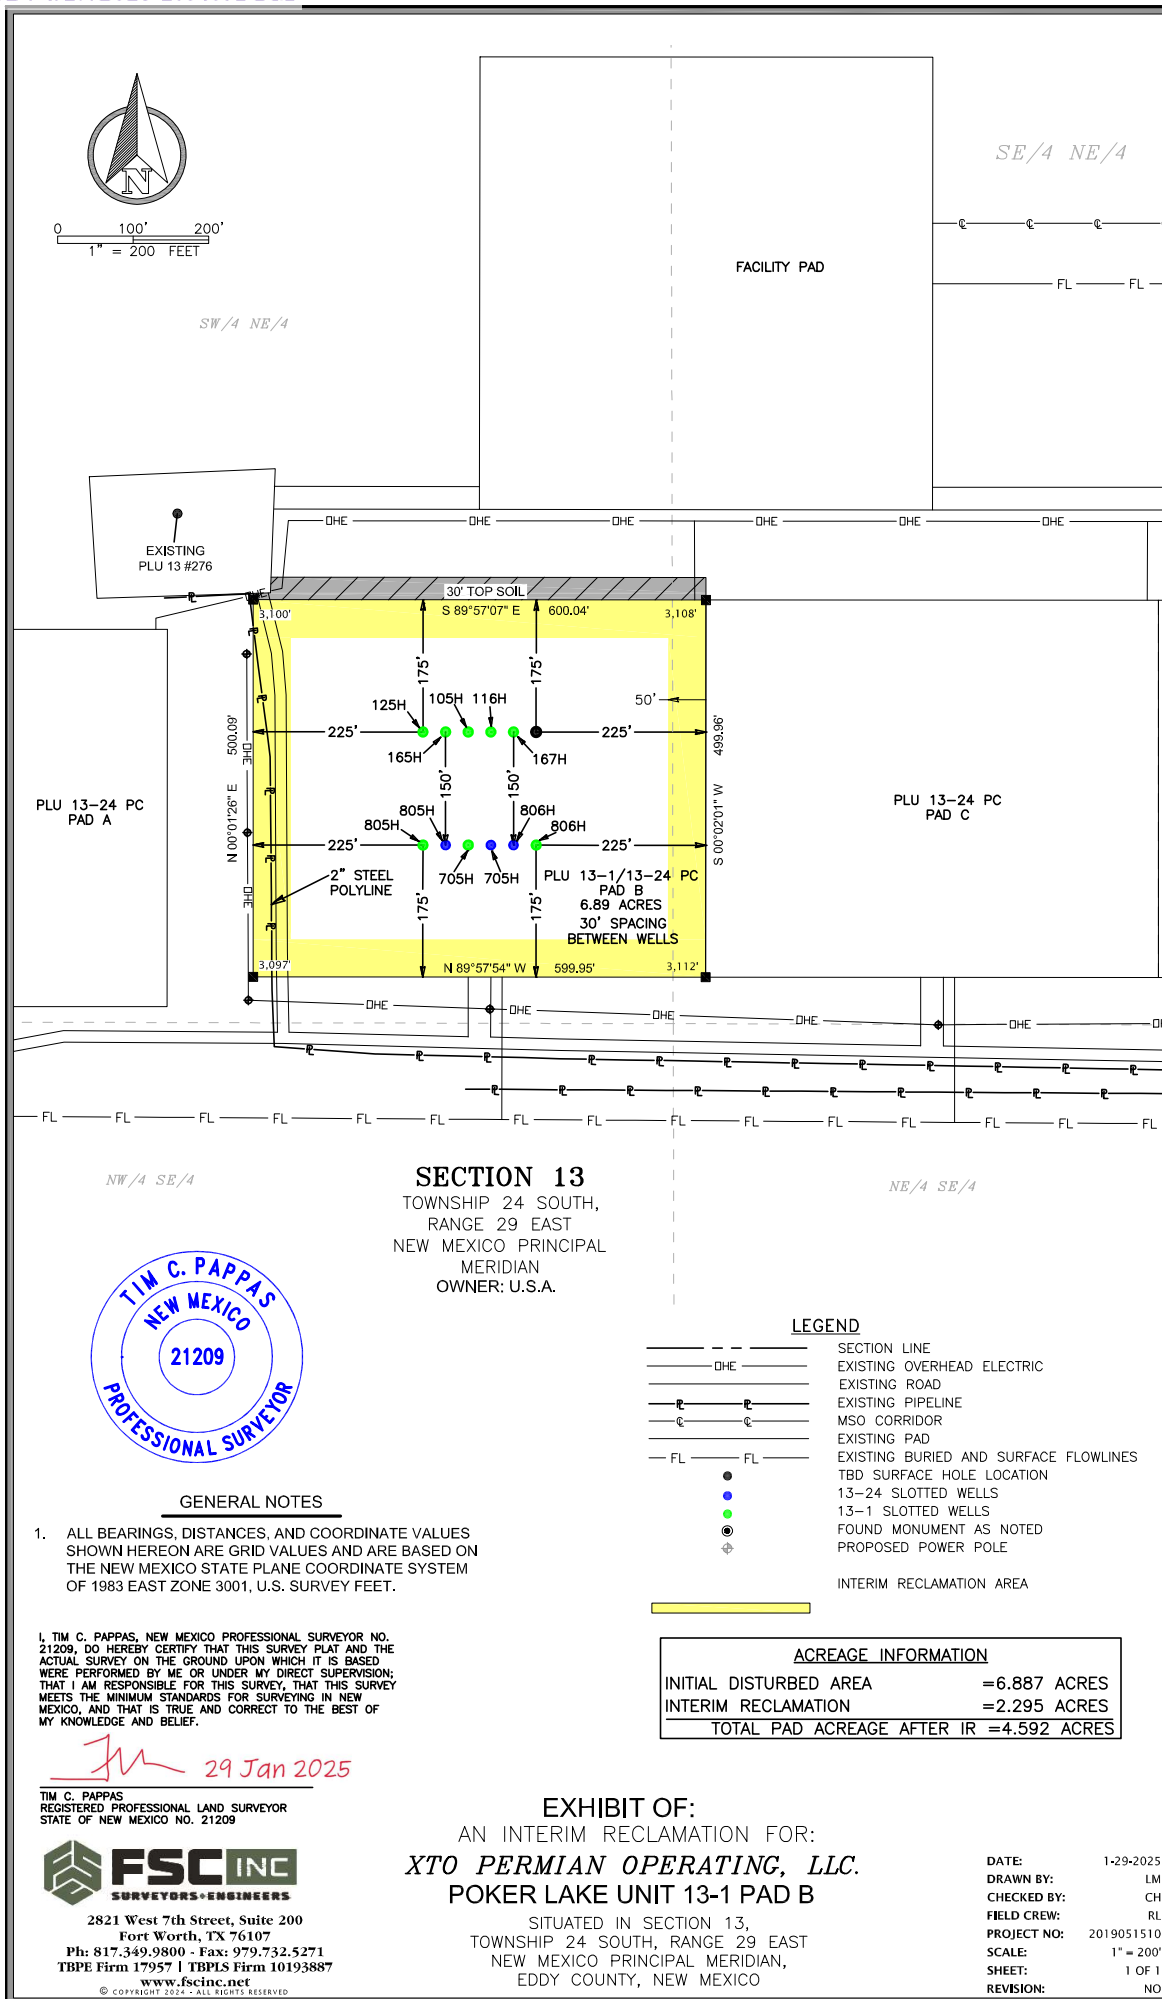 N
0 100' 200'
1" = 200 FEET
SE/4 NE/4
SW/4 NE/4
FACILITY PAD
℄ ℄ ℄
FL FL
EXISTING
PLU 13 #276
OHE OHE OHE OHE OHE OHE
OHE
30' TOP SOIL
S 89°57'07" E 600.04'
3,100'
3,108'
175' 175'
50'
125H 105H 116H
225' 225'
165H 167H
150' 150'
N 00°01'26" E 500.09'
S 00°02'01" W 499.96'
OHE
OHE
PLU 13-24 PC
PAD A
PLU 13-24 PC
PAD C
805H 806H
805H 806H
225' 225'
705H 705H
2" STEEL
POLYLINE
175' 175'
PLU 13-1/13-24 PC
PAD B
6.89 ACRES
30' SPACING
BETWEEN WELLS
3,097'
N 89°57'54" W 599.95'
3,112'
OHE OHE OHE OHE OHE
FL FL FL FL FL FL FL FL FL FL FL FL FL FL FL
NW/4 SE/4
NE/4 SE/4
SECTION 13
TOWNSHIP 24 SOUTH,
RANGE 29 EAST
NEW MEXICO PRINCIPAL
MERIDIAN
OWNER: U.S.A.
TIM C. PAPPAS
NEW MEXICO
21209
PROFESSIONAL SURVEYOR
LEGEND
SECTION LINE
OHE EXISTING OVERHEAD ELECTRIC
EXISTING ROAD
EXISTING PIPELINE
℄ ℄ MSO CORRIDOR
EXISTING PAD
FL FL EXISTING BURIED AND SURFACE FLOWLINES
TBD SURFACE HOLE LOCATION
13-24 SLOTTED WELLS
13-1 SLOTTED WELLS
FOUND MONUMENT AS NOTED
PROPOSED POWER POLE
INTERIM RECLAMATION AREA
GENERAL NOTES
1. ALL BEARINGS, DISTANCES, AND COORDINATE VALUES
SHOWN HEREON ARE GRID VALUES AND ARE BASED ON
THE NEW MEXICO STATE PLANE COORDINATE SYSTEM
OF 1983 EAST ZONE 3001, U.S. SURVEY FEET.
I, TIM C. PAPPAS, NEW MEXICO PROFESSIONAL SURVEYOR NO.
21209, DO HEREBY CERTIFY THAT THIS SURVEY PLAT AND THE
ACTUAL SURVEY ON THE GROUND UPON WHICH IT IS BASED
WERE PERFORMED BY ME OR UNDER MY DIRECT SUPERVISION;
THAT I AM RESPONSIBLE FOR THIS SURVEY, THAT THIS SURVEY
MEETS THE MINIMUM STANDARDS FOR SURVEYING IN NEW
MEXICO, AND THAT IS TRUE AND CORRECT TO THE BEST OF
MY KNOWLEDGE AND BELIEF.
29 Jan 2025
TIM C. PAPPAS
REGISTERED PROFESSIONAL LAND SURVEYOR
STATE OF NEW MEXICO NO. 21209
ACREAGE INFORMATION
INITIAL DISTURBED AREA =6.887 ACRES
INTERIM RECLAMATION =2.295 ACRES
TOTAL PAD ACREAGE AFTER IR =4.592 ACRES
FSC INC
SURVEYORS+ENGINEERS
2821 West 7th Street, Suite 200
Fort Worth, TX 76107
Ph: 817.349.9800 - Fax: 979.732.5271
TBPE Firm 17957 | TBPLS Firm 10193887
www.fscinc.net
© COPYRIGHT 2024 - ALL RIGHTS RESERVED
EXHIBIT OF:
AN INTERIM RECLAMATION FOR:
XTO PERMIAN OPERATING, LLC.
POKER LAKE UNIT 13-1 PAD B
SITUATED IN SECTION 13,
TOWNSHIP 24 SOUTH, RANGE 29 EAST
NEW MEXICO PRINCIPAL MERIDIAN,
EDDY COUNTY, NEW MEXICO
DATE: 1-29-2025
DRAWN BY: LM
CHECKED BY: CH
FIELD CREW: RL
PROJECT NO: 2019051510
SCALE: 1" = 200'
SHEET: 1 OF 1
REVISION: NO